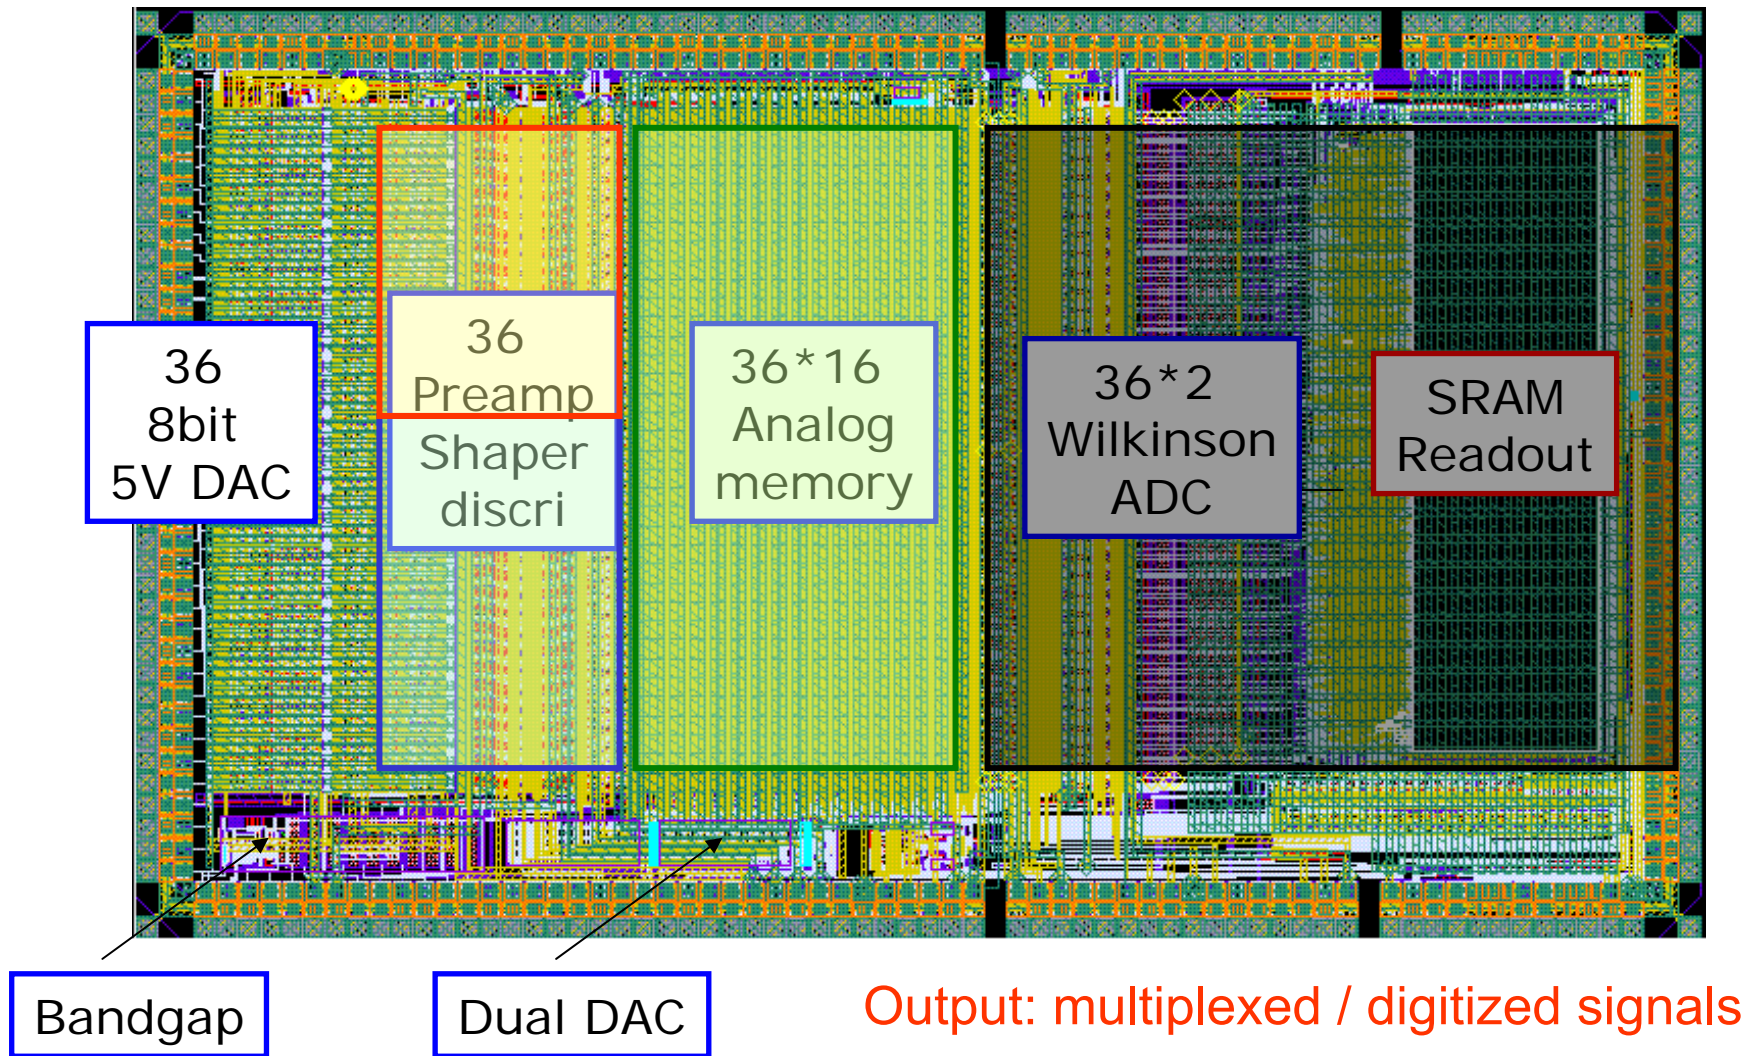 36
8bit
5V DAC
36
Preamp
Shaper
discri
36*16
Analog
memory
36*2
Wilkinson
ADC
SRAM
Readout
Bandgap
Dual DAC
Output: multiplexed / digitized signals